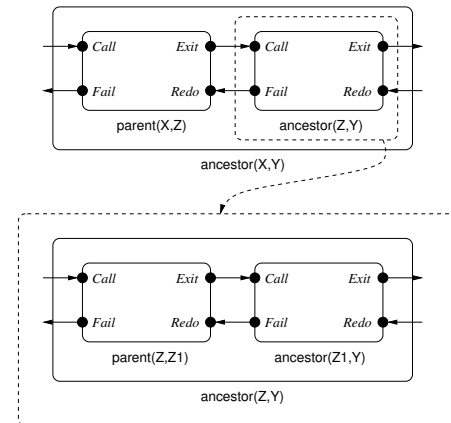 Call Exit Call Exit
Fail Redo Fail Redo
parent(X,Z) ancestor(Z,Y)
ancestor(X,Y)
Call Exit Call Exit
Fail Redo Fail Redo
parent(Z,Z1) ancestor(Z1,Y)
ancestor(Z,Y)